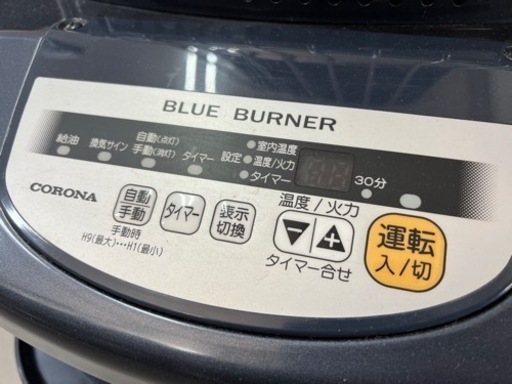 BLUE BURNER
給油
換気サイン
自動(点灯)
手動(消灯)
タイマー
設定
室内温度
温度/火力
タイマー
30分
CORONA
自動
手動
タイマー
表示
切換
温度/火力
タイマー合せ
運転
入/切
手動時
H9(最大)…H1(最小)